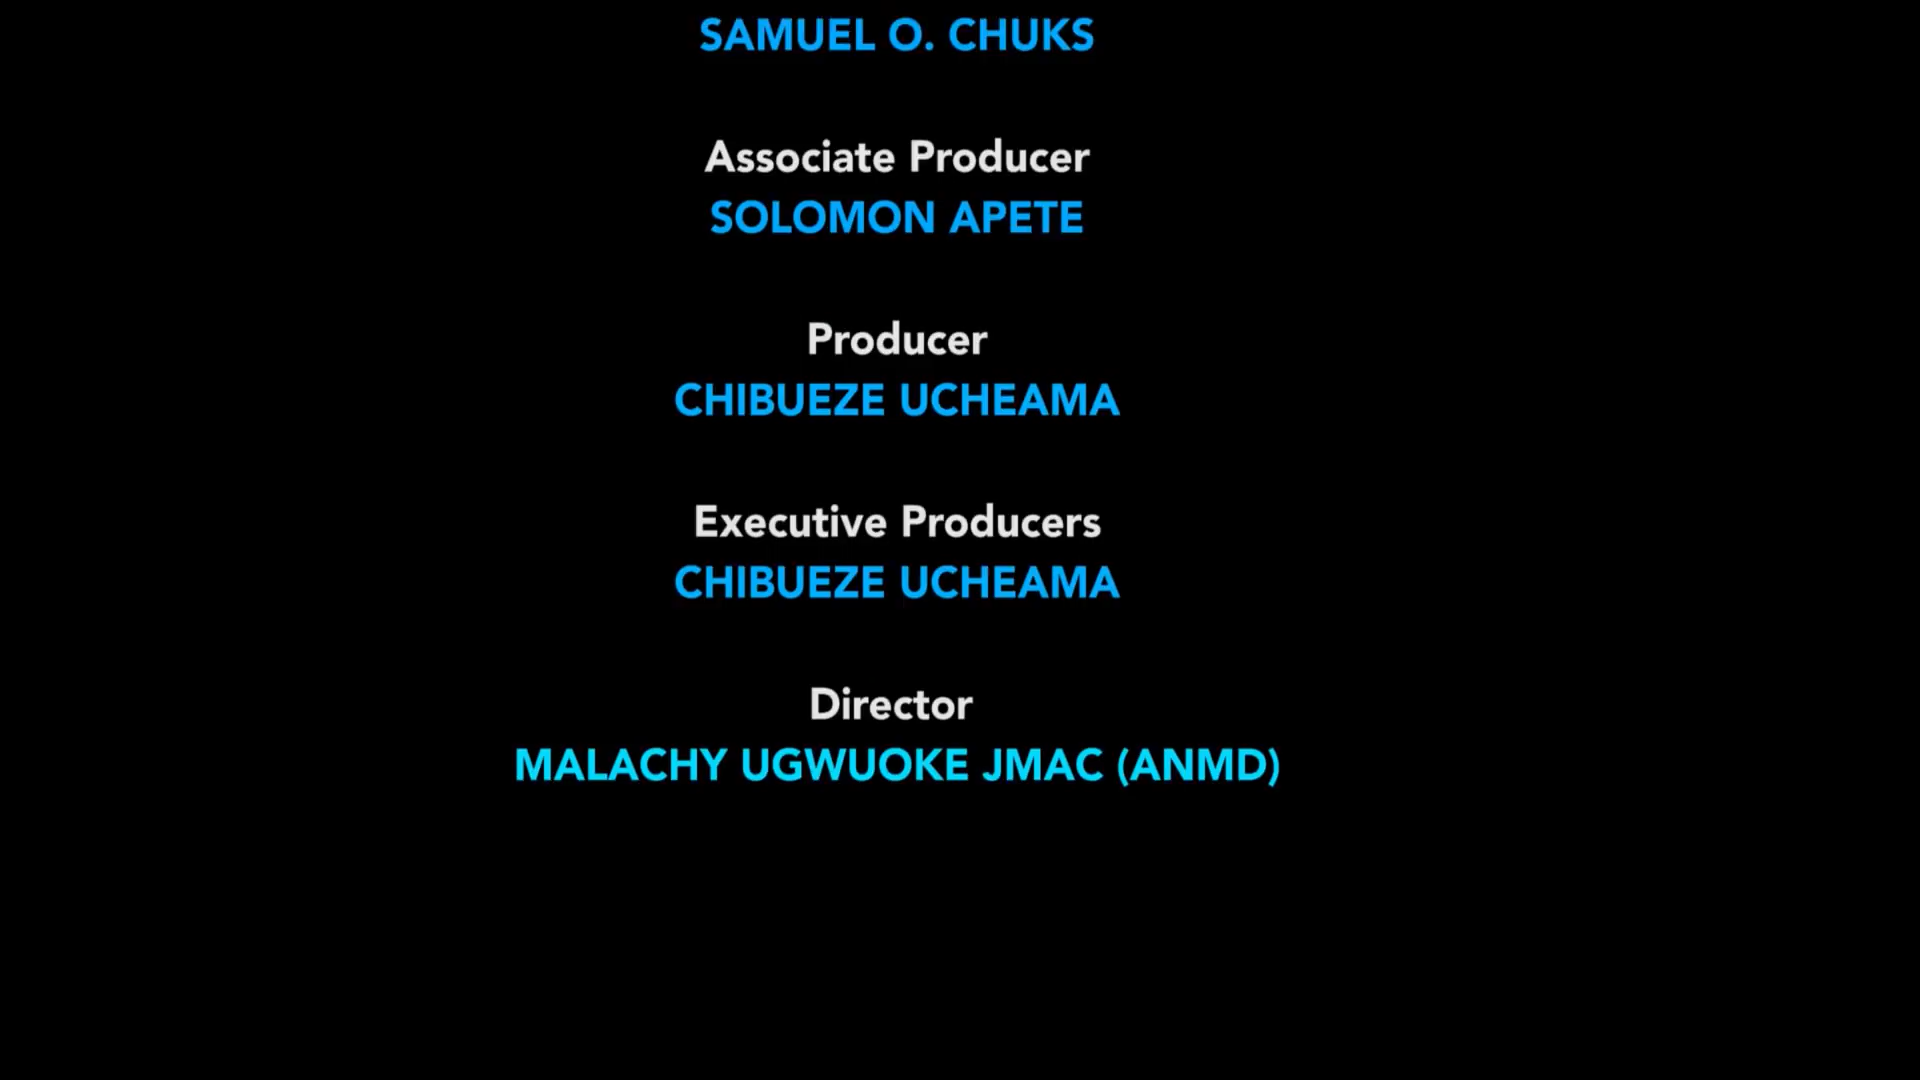 SAMUEL O. CHUKS
Associate Producer
SOLOMON APETE
Producer
CHIBUEZE UCHEAMA
Executive Producers
CHIBUEZE UCHEAMA
Director
MALACHY UGWUOKE JMAC (ANMD)